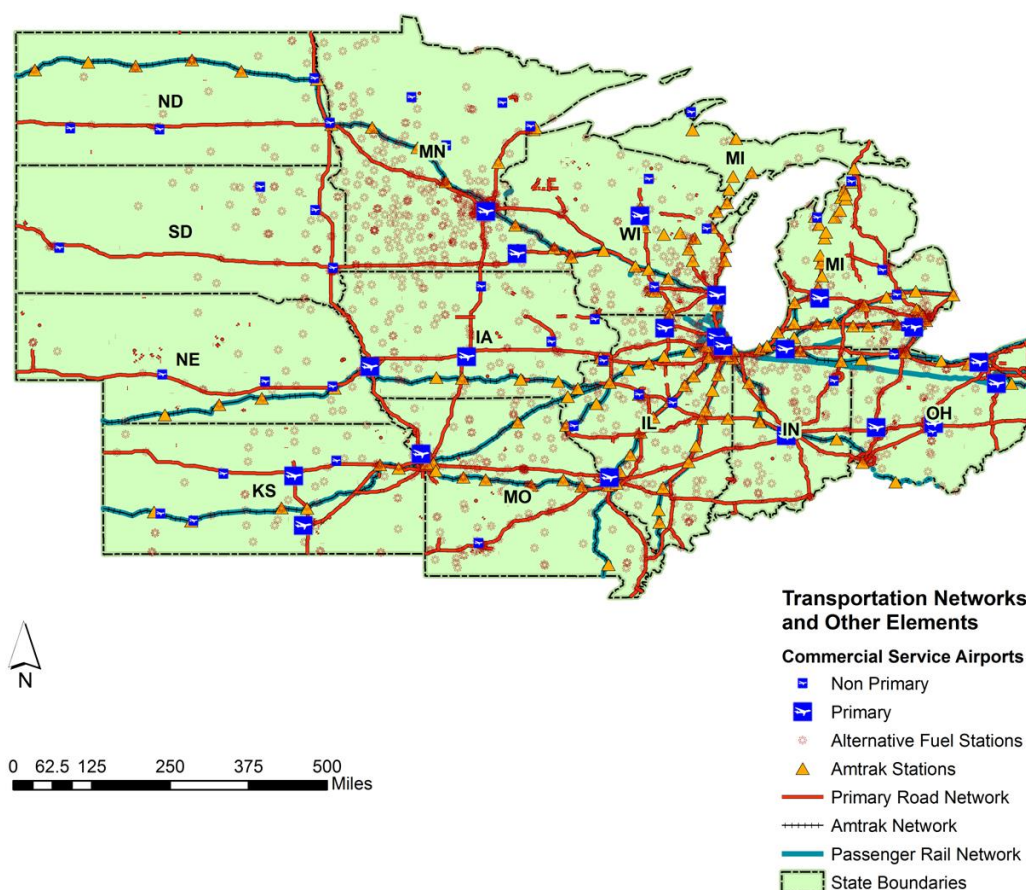 ND
MN
MI
SD
WI
MI
IA
NE
OH
IL
IN
KS
MO
N
0 62.5 125 250 375 500
Miles
Transportation Networks
and Other Elements
Commercial Service Airports
Non Primary
Primary
Alternative Fuel Stations
Amtrak Stations
Primary Road Network
Amtrak Network
Passenger Rail Network
State Boundaries